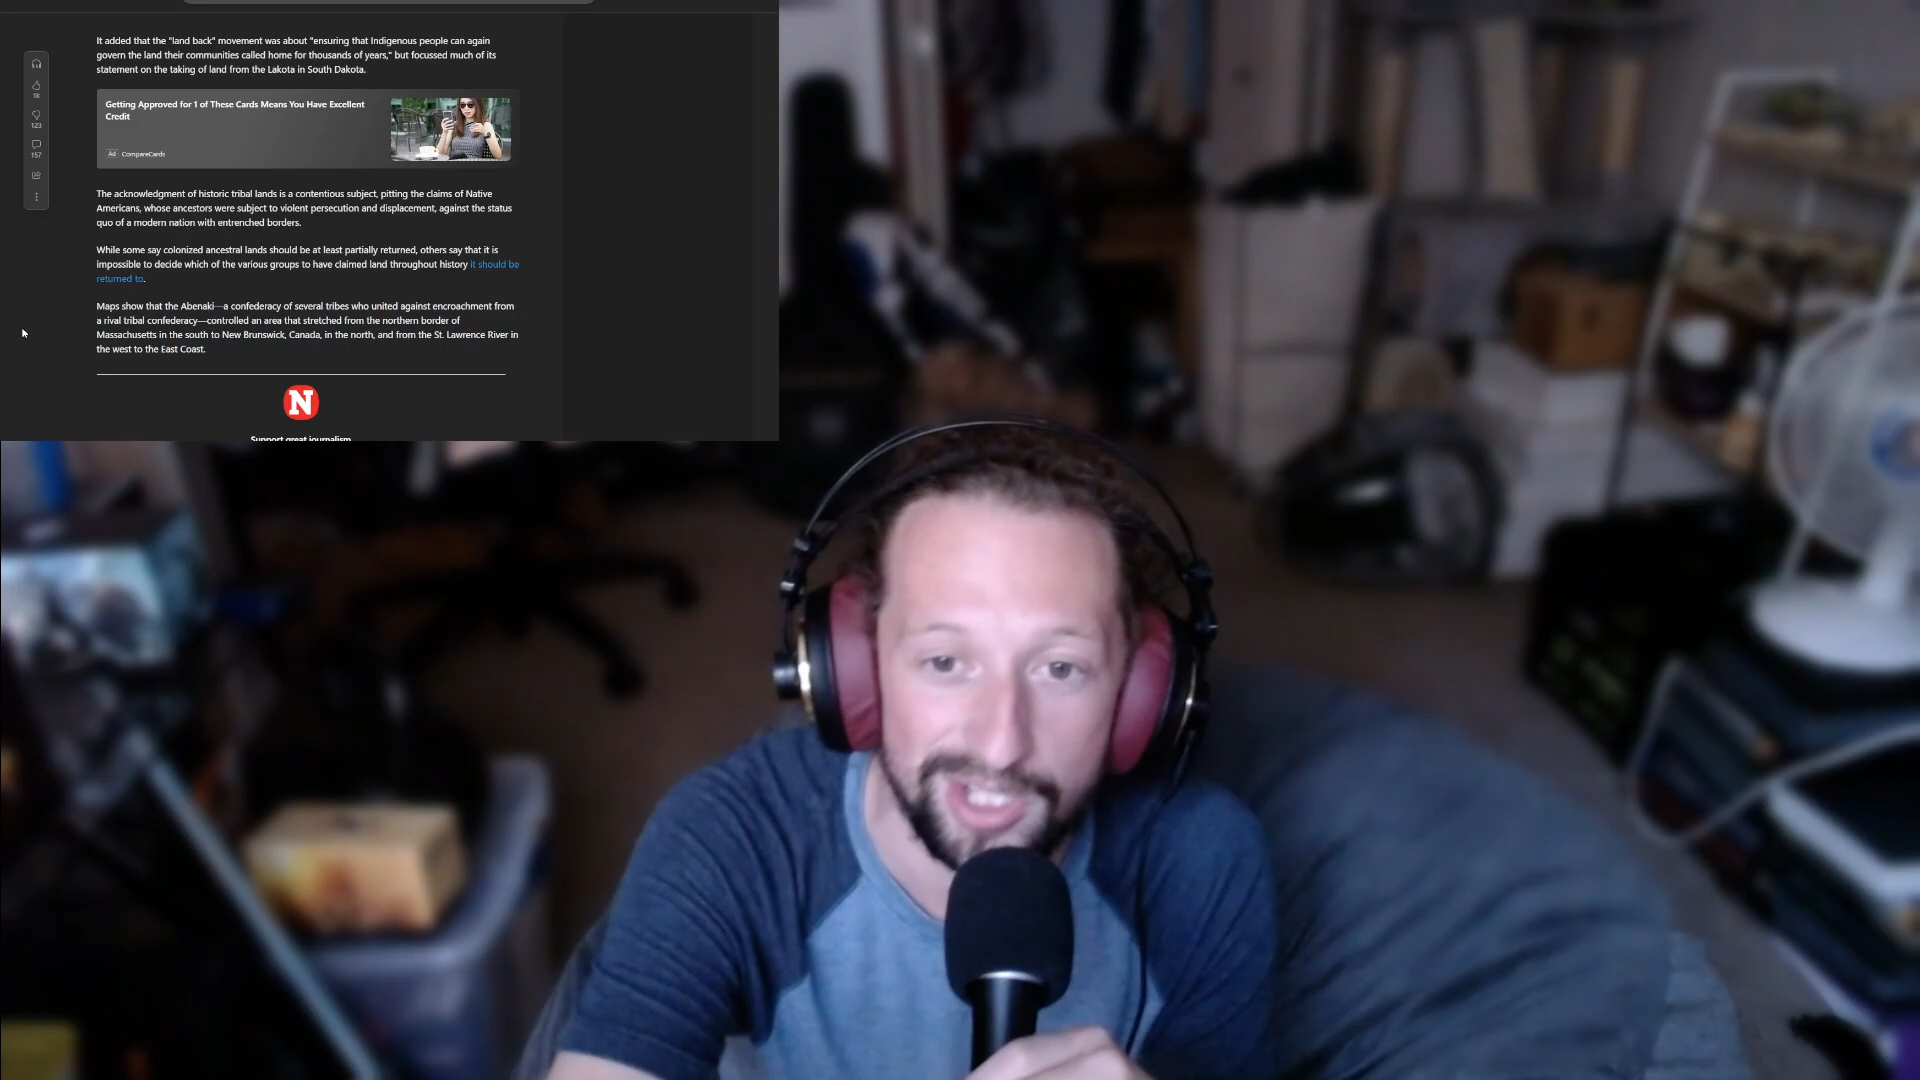 It added that the "land back" movement was about "ensuring that Indigenous people can again
govern the land their communities called home for thousands of years," but focussed much of its
statement on the taking of land from the Lakota in South Dakota.
Getting Approved for 1 of These Cards Means You Have Excellent
Credit
Ad CompareCards
1k
123
157
The acknowledgment of historic tribal lands is a contentious subject, pitting the claims of Native
Americans, whose ancestors were subject to violent persecution and displacement, against the status
quo of a modern nation with entrenched borders.
While some say colonized ancestral lands should be at least partially returned, others say that it is
impossible to decide which of the various groups to have claimed land throughout history it should be
returned to.
Maps show that the Abenaki—a confederacy of several tribes who united against encroachment from
a rival tribal confederacy—controlled an area that stretched from the northern border of
Massachusetts in the south to New Brunswick, Canada, in the north, and from the St. Lawrence River in
the west to the East Coast.
N
Support great journalism